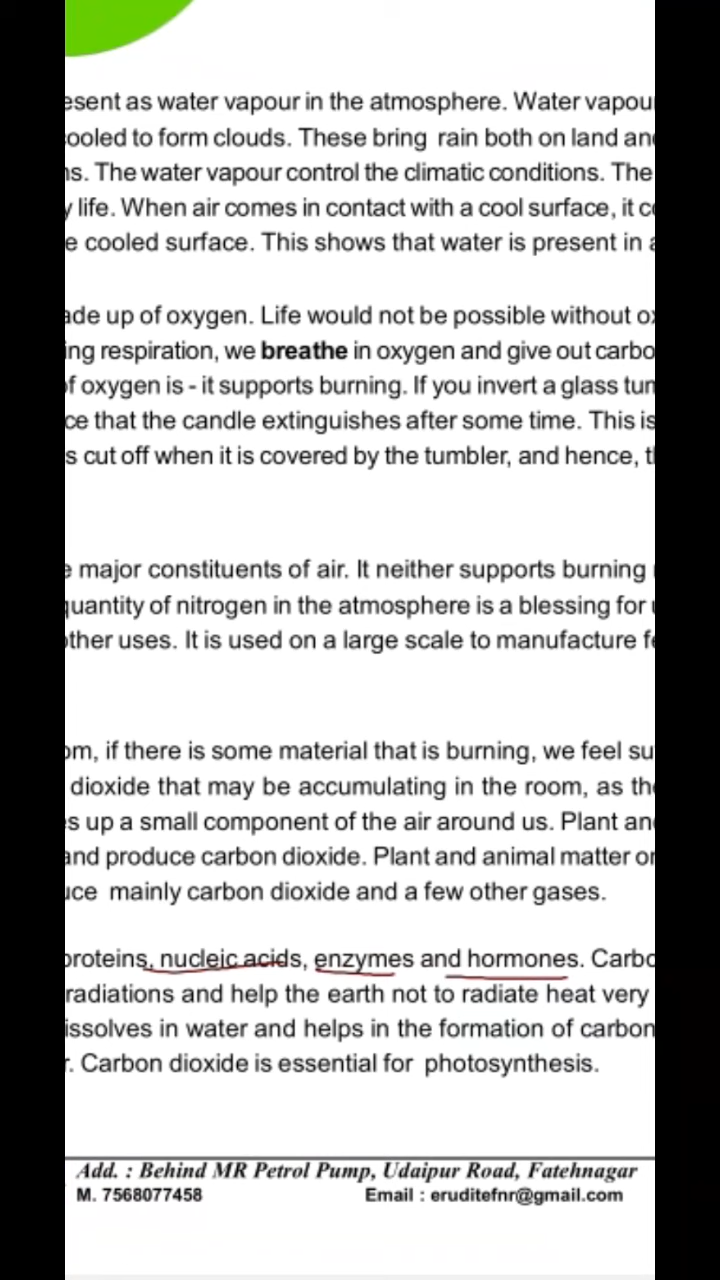 esent as water vapour in the atmosphere. Water vapou
ooled to form clouds. These bring rain both on land an
s. The water vapour control the climatic conditions. The
life. When air comes in contact with a cool surface, it c
e cooled surface. This shows that water is present in a
ade up of oxygen. Life would not be possible without o
ing respiration, we breathe in oxygen and give out carbo
of oxygen is - it supports burning. If you invert a glass tum
ce that the candle extinguishes after some time. This is
s cut off when it is covered by the tumbler, and hence, t
e major constituents of air. It neither supports burning
quantity of nitrogen in the atmosphere is a blessing for
other uses. It is used on a large scale to manufacture fe
om, if there is some material that is burning, we feel su
dioxide that may be accumulating in the room, as the
s up a small component of the air around us. Plant an
and produce carbon dioxide. Plant and animal matter or
uce mainly carbon dioxide and a few other gases.
proteins, nucleic acids, enzymes and hormones. Carbo
radiations and help the earth not to radiate heat very
issolves in water and helps in the formation of carbon
r. Carbon dioxide is essential for photosynthesis.
Add. : Behind MR Petrol Pump, Udaipur Road, Fatehnagar
M. 7568077458 Email : eruditefnr@gmail.com